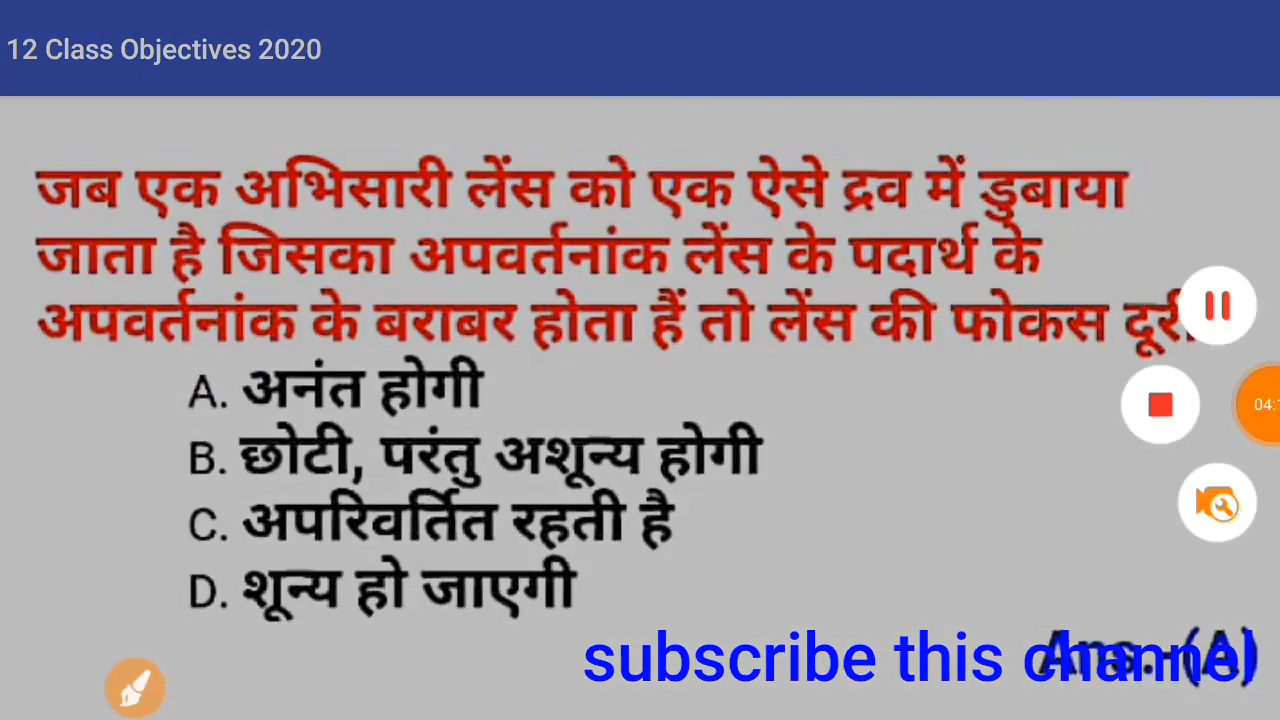 12 Class Objectives 2020
जब एक अभिसारी लेंस को एक ऐसे द्रव में डुबाया
जाता है जिसका अपवर्तनांक लेंस के पदार्थ के
अपवर्तनांक के बराबर होता हैं तो लेंस की फोकस दूरी
A. अनंत होगी
B. छोटी, परंतु अशून्य होगी
C. अपरिवर्तित रहती है
D. शून्य हो जाएगी
subscribe this channel
Ans.-(A)